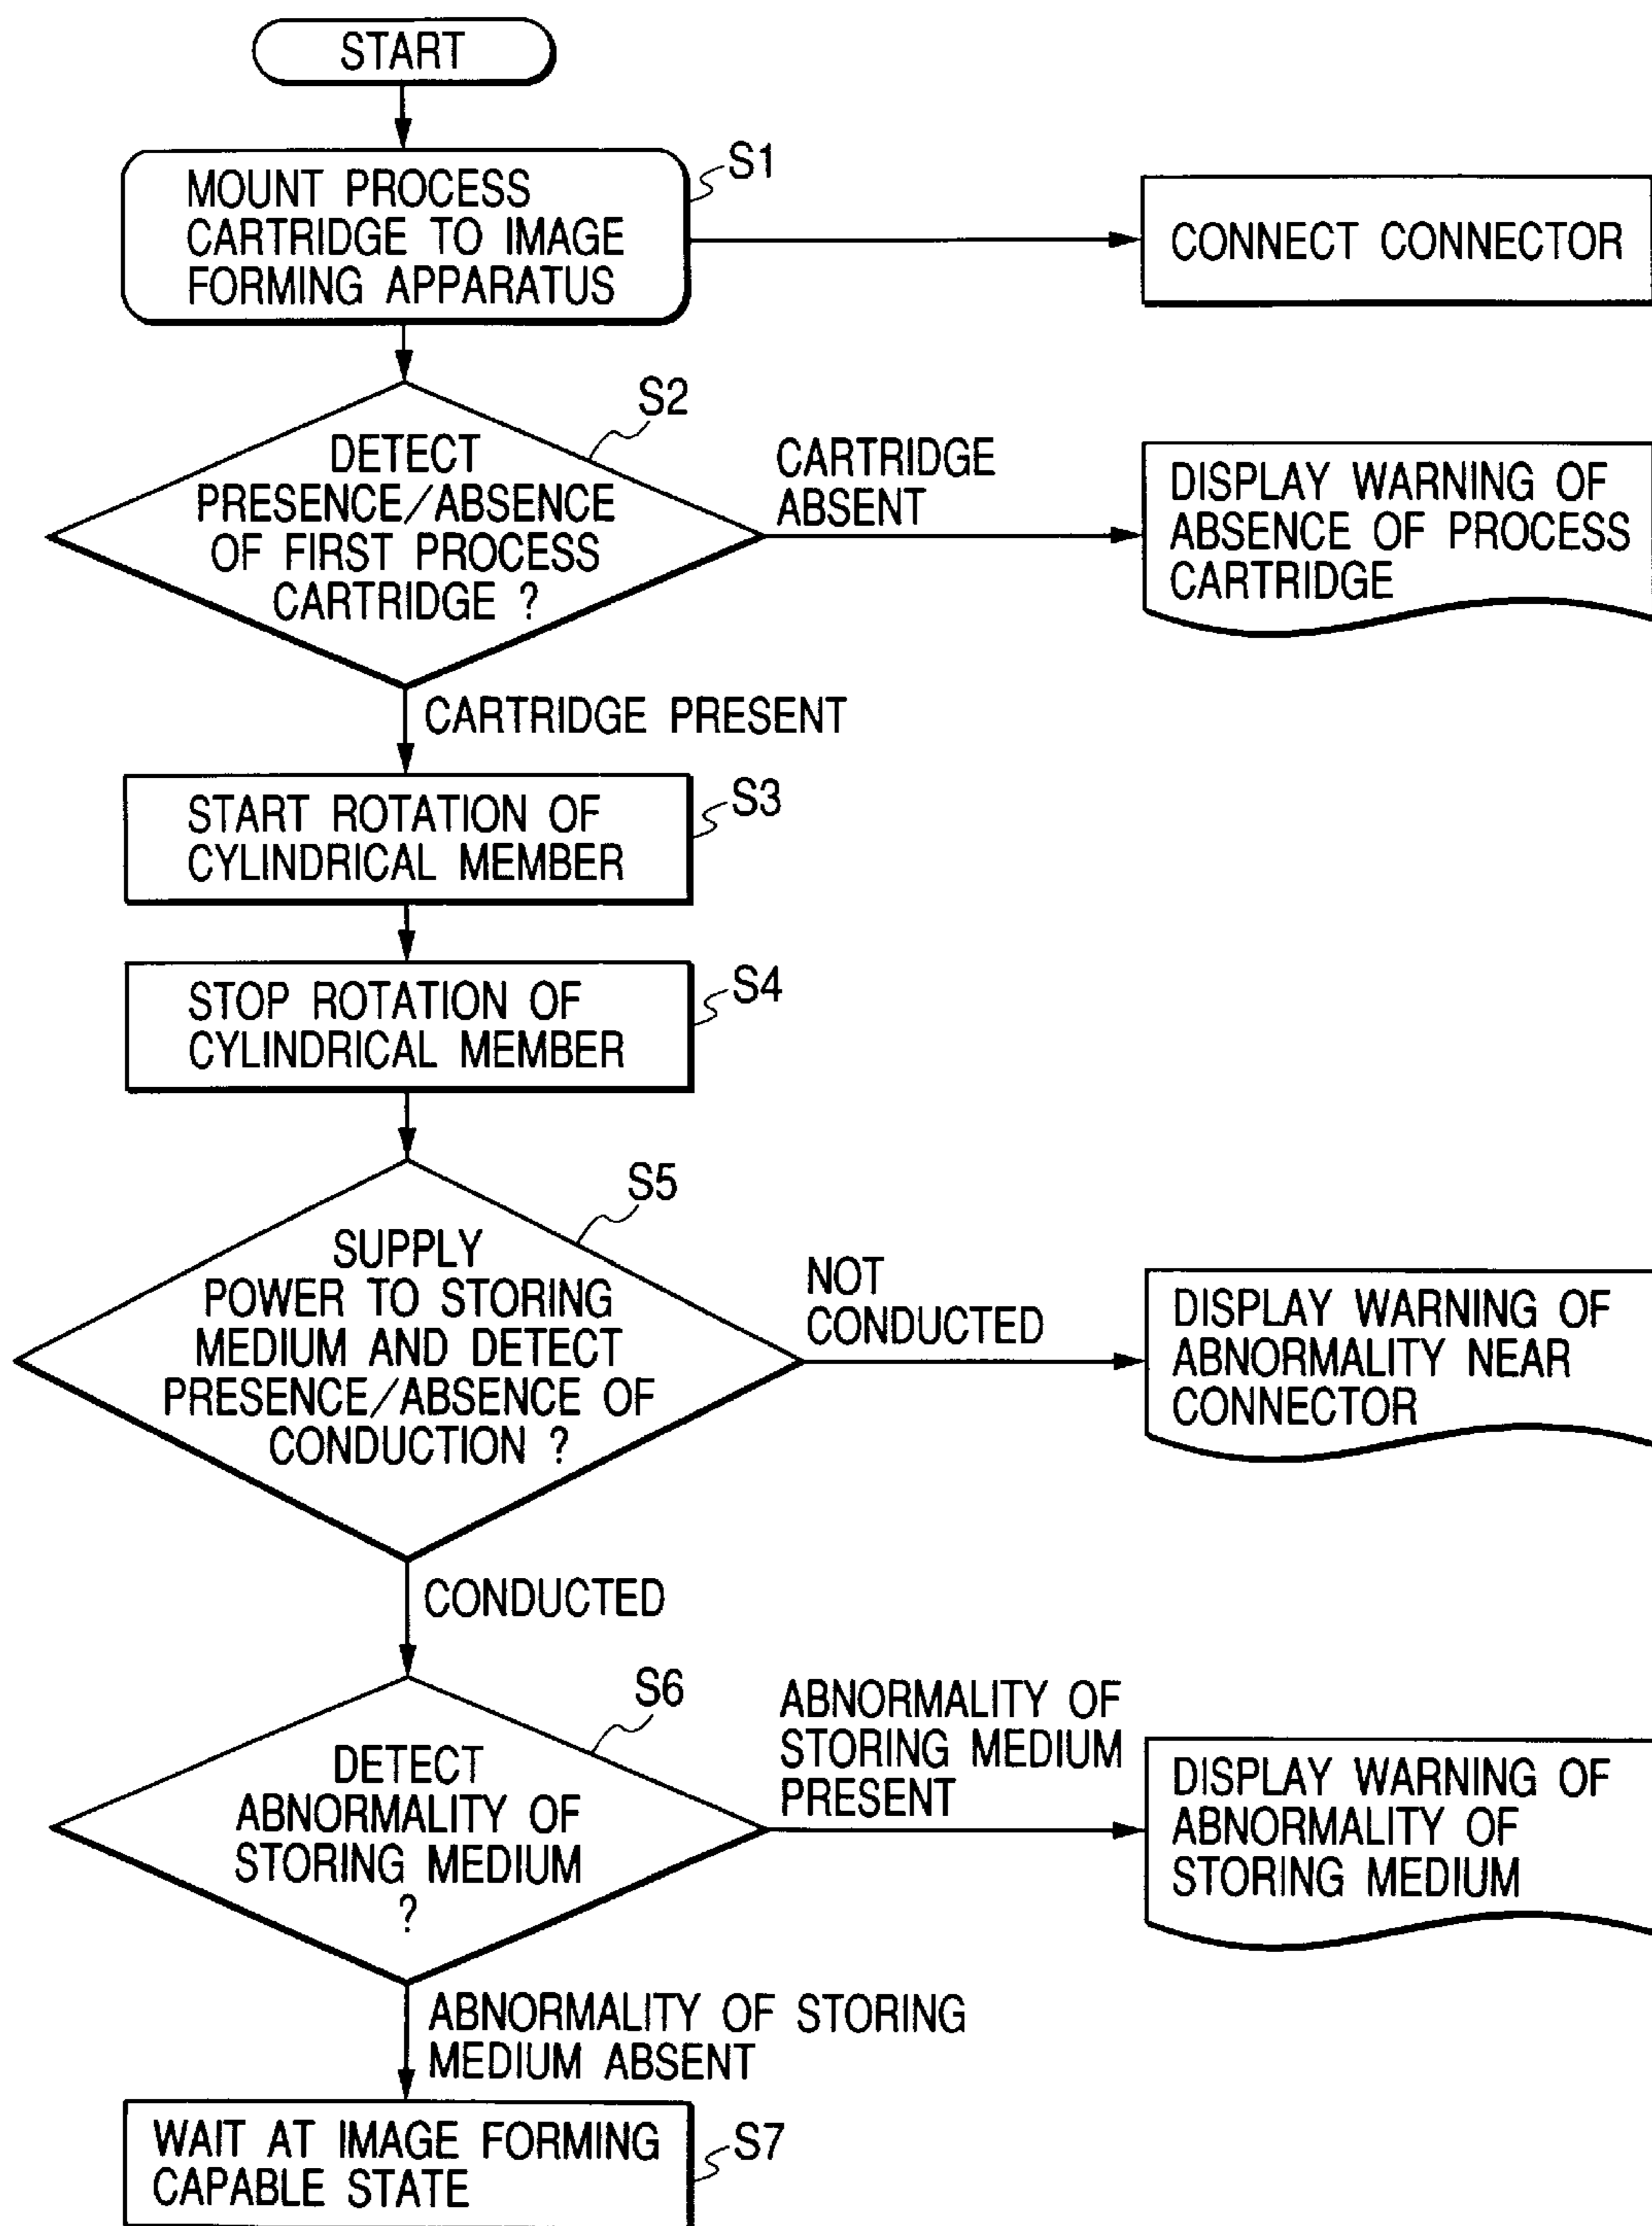 START
MOUNT PROCESS
CARTRIDGE TO IMAGE
FORMING APPARATUS
S1
CONNECT CONNECTOR
S2
DETECT
PRESENCE/ABSENCE
OF FIRST PROCESS
CARTRIDGE ?
CARTRIDGE
ABSENT
DISPLAY WARNING OF
ABSENCE OF PROCESS
CARTRIDGE
CARTRIDGE PRESENT
START ROTATION OF
CYLINDRICAL MEMBER
S3
STOP ROTATION OF
CYLINDRICAL MEMBER
S4
S5
SUPPLY
POWER TO STORING
MEDIUM AND DETECT
PRESENCE/ABSENCE OF
CONDUCTION ?
NOT
CONDUCTED
DISPLAY WARNING OF
ABNORMALITY NEAR
CONNECTOR
CONDUCTED
S6
DETECT
ABNORMALITY OF
STORING MEDIUM
?
ABNORMALITY OF
STORING MEDIUM
PRESENT
DISPLAY WARNING OF
ABNORMALITY OF
STORING MEDIUM
ABNORMALITY OF STORING
MEDIUM ABSENT
WAIT AT IMAGE FORMING
CAPABLE STATE
S7